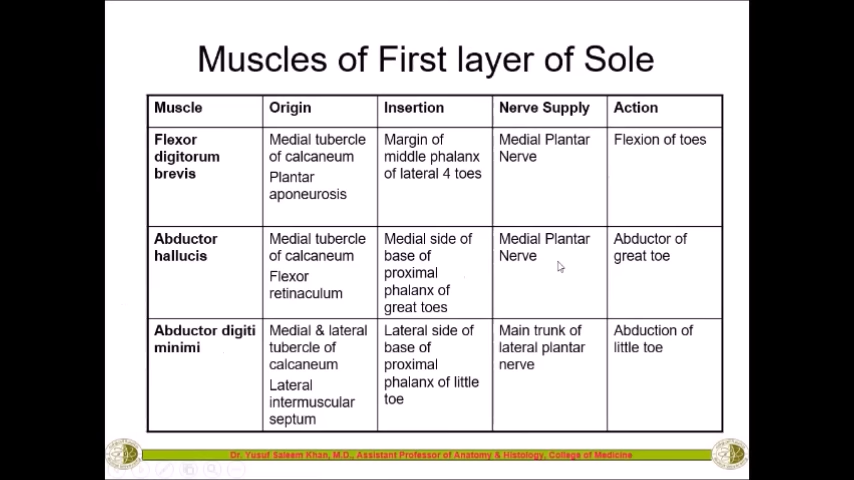 Muscles of First layer of Sole
Muscle Origin Insertion Nerve Supply Action
Flexor digitorum brevis
Medial tubercle of calcaneum
Plantar aponeurosis
Margin of middle phalanx of lateral 4 toes
Medial Plantar Nerve
Flexion of toes
Abductor hallucis
Medial tubercle of calcaneum
Flexor retinaculum
Medial side of base of proximal phalanx of great toes
Medial Plantar Nerve
Abductor of great toe
Abductor digiti minimi
Medial & lateral tubercle of calcaneum
Lateral intermuscular septum
Lateral side of base of proximal phalanx of little toe
Main trunk of lateral plantar nerve
Abduction of little toe
Dr. Yusuf Saleem Khan, M.D., Assistant Professor of Anatomy & Histology, College of Medicine